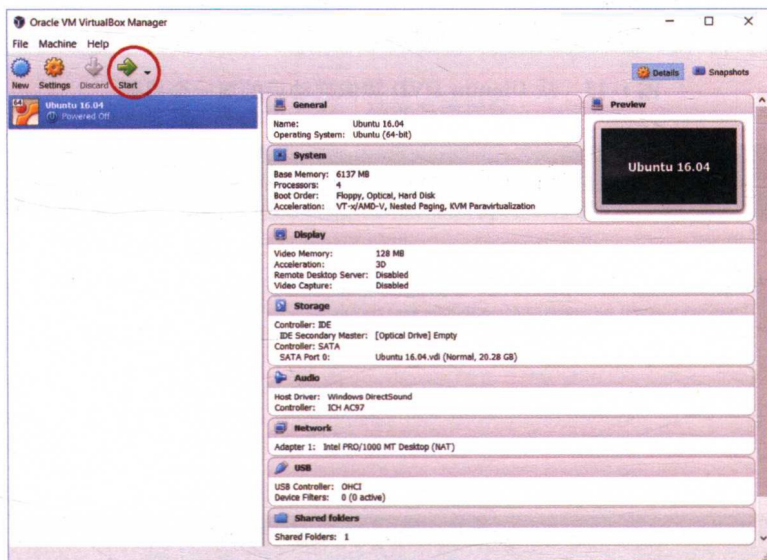 Oracle VM VirtualBox Manager
File Machine Help
New Settings Discard Start
Details Snapshots
64
Ubuntu 16.04
Powered Off
General
Name: Ubuntu 16.04
Operating System: Ubuntu (64-bit)
System
Base Memory: 6137 MB
Processors: 4
Boot Order: Floppy, Optical, Hard Disk
Acceleration: VT-x/AMD-V, Nested Paging, KVM Paravirtualization
Preview
Ubuntu 16.04
Display
Video Memory: 128 MB
Acceleration: 3D
Remote Desktop Server: Disabled
Video Capture: Disabled
Storage
Controller: IDE
IDE Secondary Master: [Optical Drive] Empty
Controller: SATA
SATA Port 0: Ubuntu 16.04.vdi (Normal, 20.28 GB)
Audio
Host Driver: Windows DirectSound
Controller: ICH AC97
Network
Adapter 1: Intel PRO/1000 MT Desktop (NAT)
USB
USB Controller: OHCI
Device Filters: 0 (0 active)
Shared folders
Shared Folders: 1